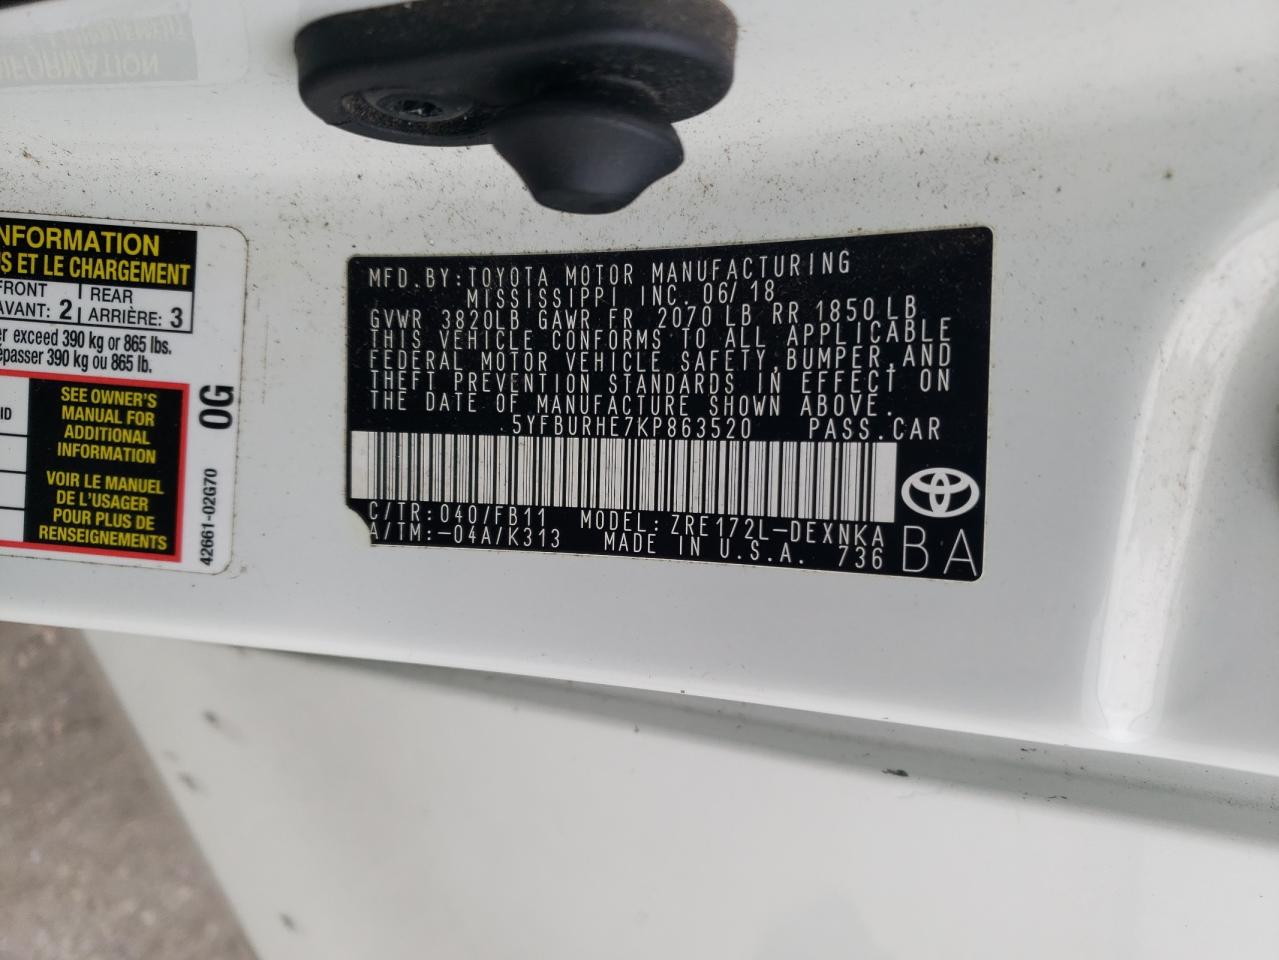 NFORMATION
S ET LE CHARGEMENT
FRONT
AVANT: 2
REAR
ARRIÈRE: 3
exceed 390 kg or 865 lbs.
passer 390 kg ou 865 lb.
SEE OWNER'S
MANUAL FOR
ADDITIONAL
INFORMATION
VOIR LE MANUEL
DE L'USAGER
POUR PLUS DE
RENSEIGNEMENTS
0G
42661-02G70
MFD. BY: TOYOTA MOTOR MANUFACTURING
MISSISSIPPI INC. 06/18
GVWR 3820LB GAWR FR 2070 LB RR 1850 LB
THIS VEHICLE CONFORMS TO ALL APPLICABLE
FEDERAL MOTOR VEHICLE SAFETY, BUMPER, AND
THEFT PREVENTION STANDARDS IN EFFECT ON
THE DATE OF MANUFACTURE SHOWN ABOVE.
5YFBURHE7KP863520 PASS. CAR
C/TR: 040/FB11 MODEL: ZRE172L-DEXNKA
A/TM: -04A/K313 MADE IN U.S.A. 736
BA